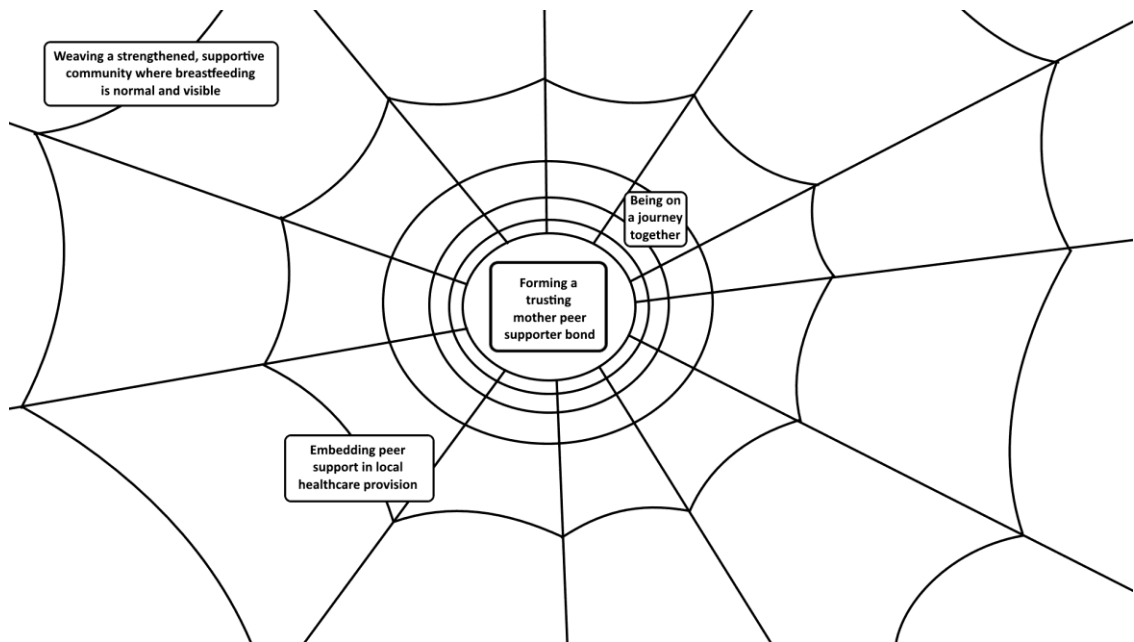 Weaving a strengthened, supportive
community where breastfeeding
is normal and visible
Being on
a journey
together
Forming a
trusting
mother peer
supporter bond
Embedding peer
support in local
healthcare provision